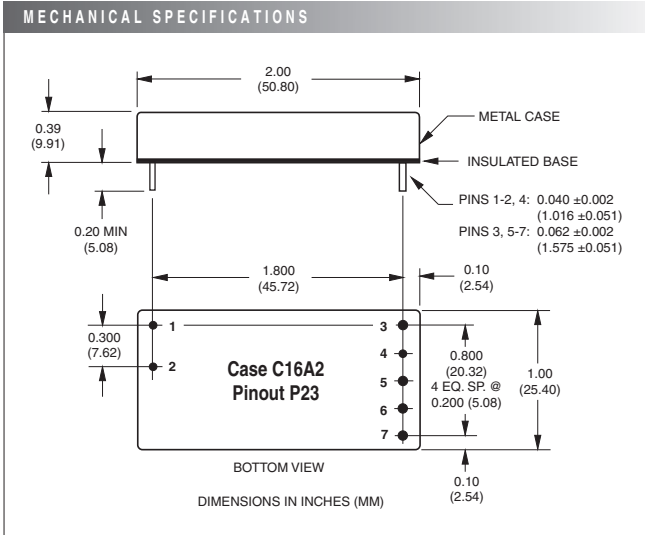 MECHANICAL SPECIFICATIONS
2.00
(50.80)
0.39
(9.91)
METAL CASE
INSULATED BASE
PINS 1-2, 4: 0.040 ±0.002
(1.016 ±0.051)
PINS 3, 5-7: 0.062 ±0.002
(1.575 ±0.051)
0.20 MIN
(5.08)
1.800
(45.72)
0.10
(2.54)
0.300
(7.62)
1
2
Case C16A2
Pinout P23
3
4
5
6
7
0.800
(20.32)
4 EQ. SP. @
0.200 (5.08)
1.00
(25.40)
BOTTOM VIEW
0.10
(2.54)
DIMENSIONS IN INCHES (MM)